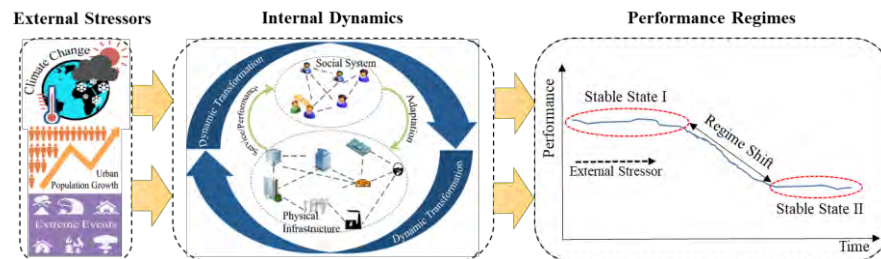 External Stressors
Internal Dynamics
Performance Regimes
Climate Change
Urban
Population Growth
Extreme Events
Dynamic Transformation
Social System
Service/Performance
Adaptation
Physical
Infrastructure
Dynamic Transformation
Performance
Stable State I
Regime Shift
External Stressor
Stable State II
Time